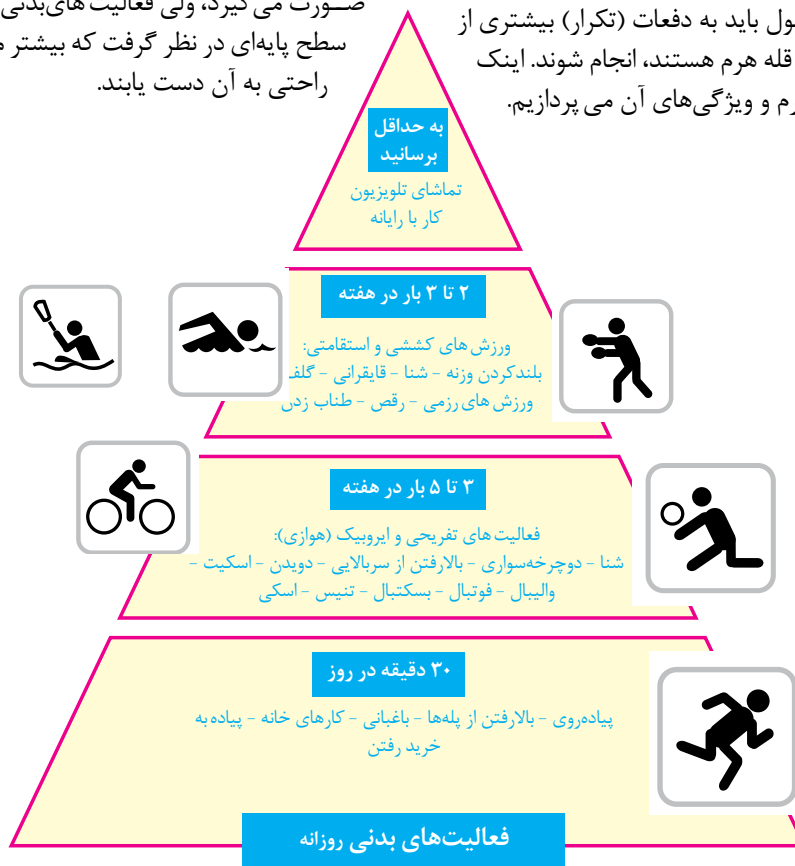 ول باید به دفعات (تکرار) بیشتری از
قله هرم هستند، انجام شوند. اینک
رم و ویژگی‌های آن می پردازیم.
صـورت می گیرد، ولی فعالیت‌های‌بدنی
سطح پایه‌ای در نظر گرفت که بیشتر م
راحتی به آن دست یابند.
به حداقل
برسانید
تماشای تلویزیون
کار با رایانه
۲ تا ۳ بار در هفته
ورزش‌های کششی و استقامتی:
بلندکردن وزنه - شنا - قایقرانی - گلف
ورزش‌های رزمی - رقص - طناب زدن
۳ تا ۵ بار در هفته
فعالیت‌های تفریحی و ایروبیک (هوازی):
شنا - دوچرخه‌سواری - بالارفتن از سربالایی - دویدن - اسکیت -
والیبال - فوتبال - بسکتبال - تنیس - اسکی
۳۰ دقیقه در روز
پیاده‌روی - بالارفتن از پله‌ها - باغبانی - کارهای خانه - پیاده به
خرید رفتن
فعالیت‌های بدنی روزانه